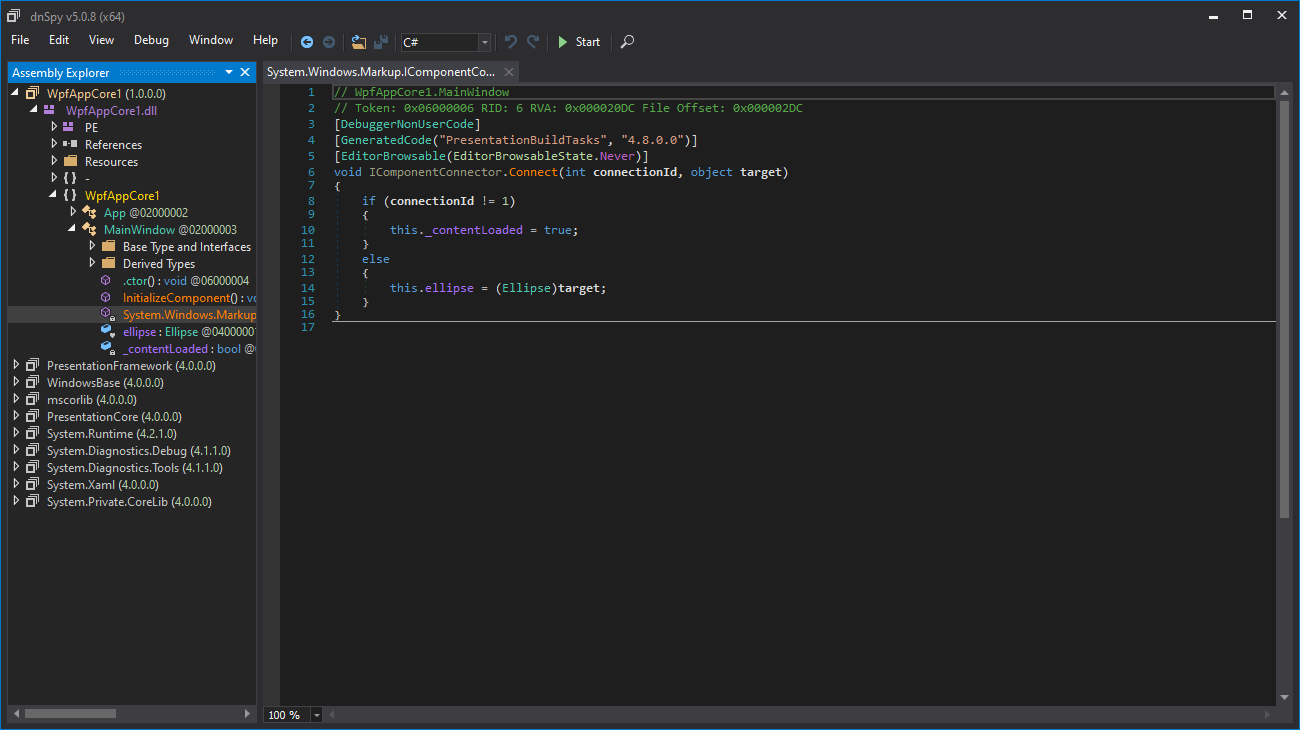 dnSpy v5.0.8 (x64)
File Edit View Debug Window Help C# Start
Assembly Explorer
WpfAppCore1 (1.0.0.0)
WpfAppCore1.dll
PE
References
Resources
{ } -
{ } WpfAppCore1
App @02000002
MainWindow @02000003
Base Type and Interfaces
Derived Types
.ctor() : void @06000004
InitializeComponent() : vo
System.Windows.Markup
ellipse : Ellipse @04000001
_contentLoaded : bool @
PresentationFramework (4.0.0.0)
WindowsBase (4.0.0.0)
mscorlib (4.0.0.0)
PresentationCore (4.0.0.0)
System.Runtime (4.2.1.0)
System.Diagnostics.Debug (4.1.1.0)
System.Diagnostics.Tools (4.1.1.0)
System.Xaml (4.0.0.0)
System.Private.CoreLib (4.0.0.0)
System.Windows.Markup.IComponentCo...
1 // WpfAppCore1.MainWindow
2 // Token: 0x06000006 RID: 6 RVA: 0x000020DC File Offset: 0x000002DC
3 [DebuggerNonUserCode]
4 [GeneratedCode("PresentationBuildTasks", "4.8.0.0")]
5 [EditorBrowsable(EditorBrowsableState.Never)]
6 void IComponentConnector.Connect(int connectionId, object target)
7 {
8 if (connectionId != 1)
9 {
10 this._contentLoaded = true;
11 }
12 else
13 {
14 this.ellipse = (Ellipse)target;
15 }
16 }
17
100 %